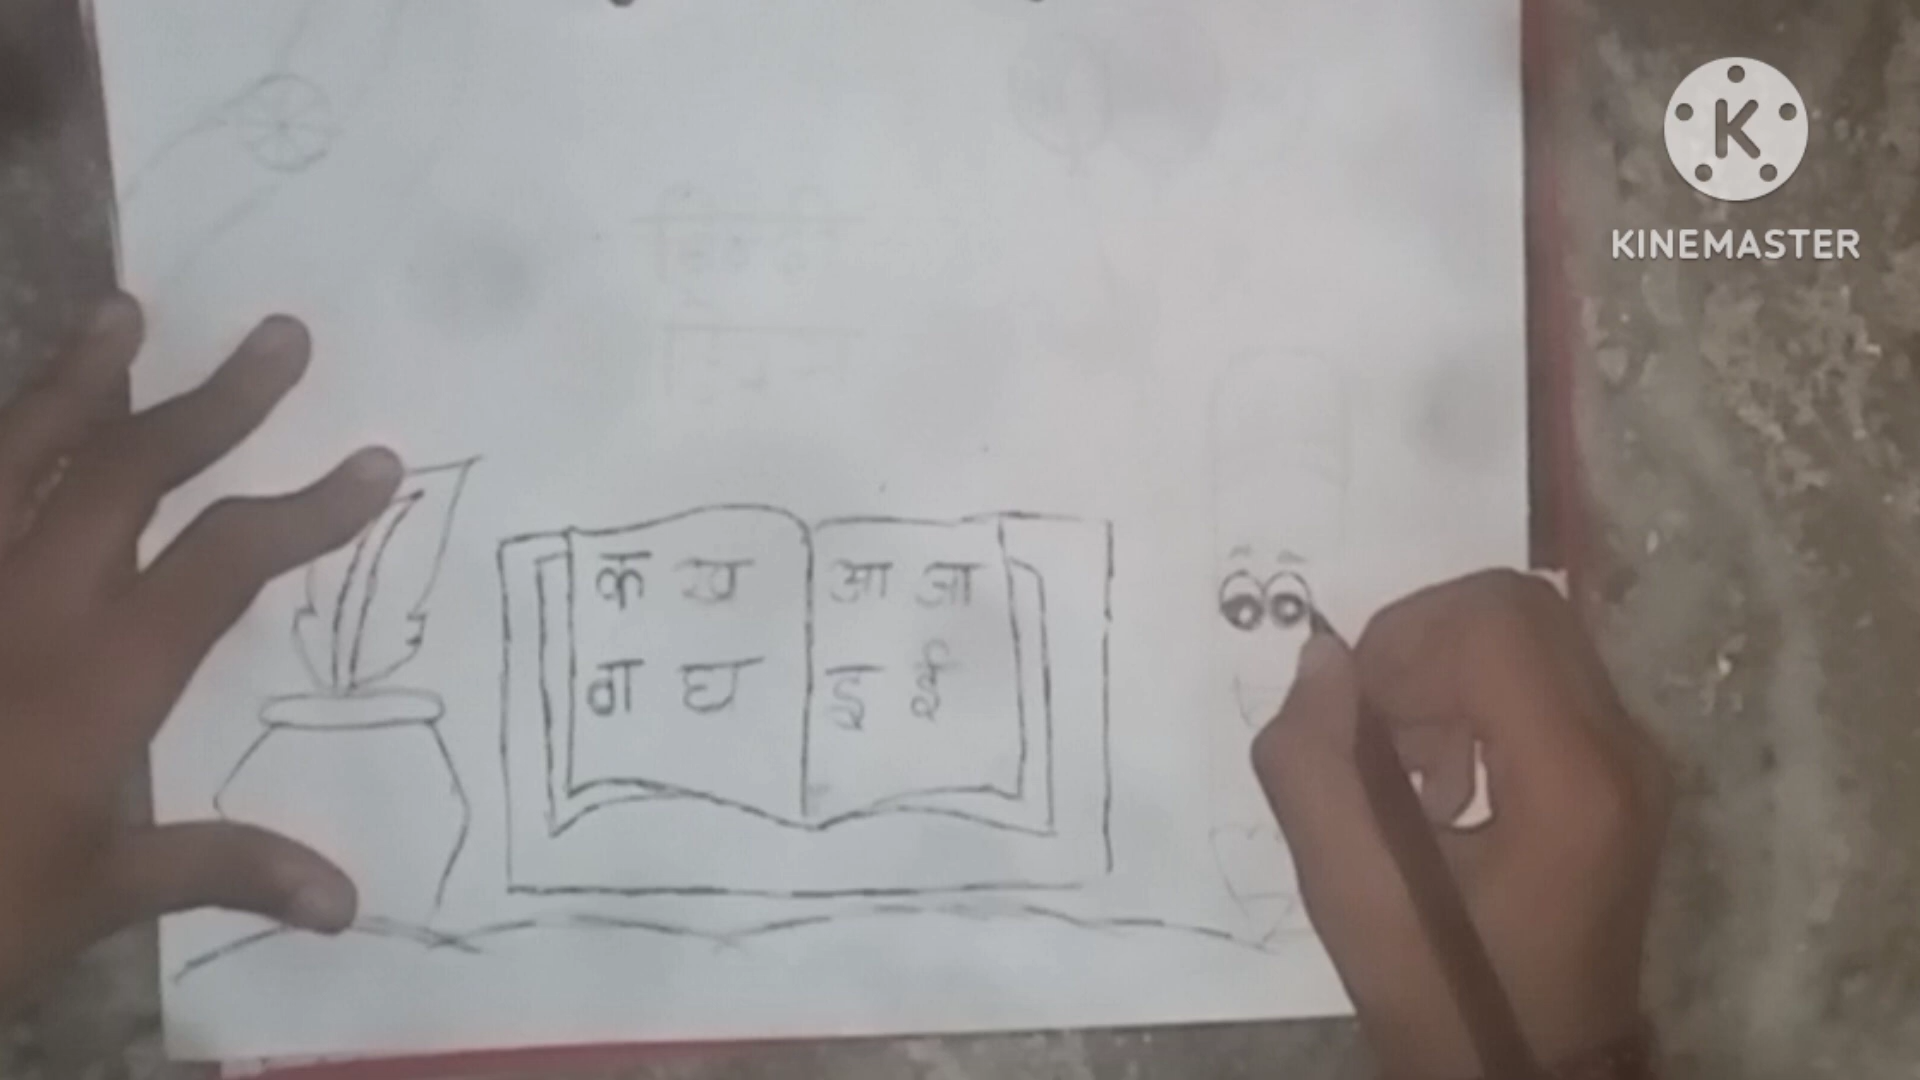 KINEMASTER
क ख
ग घ
आ आ
इ ई